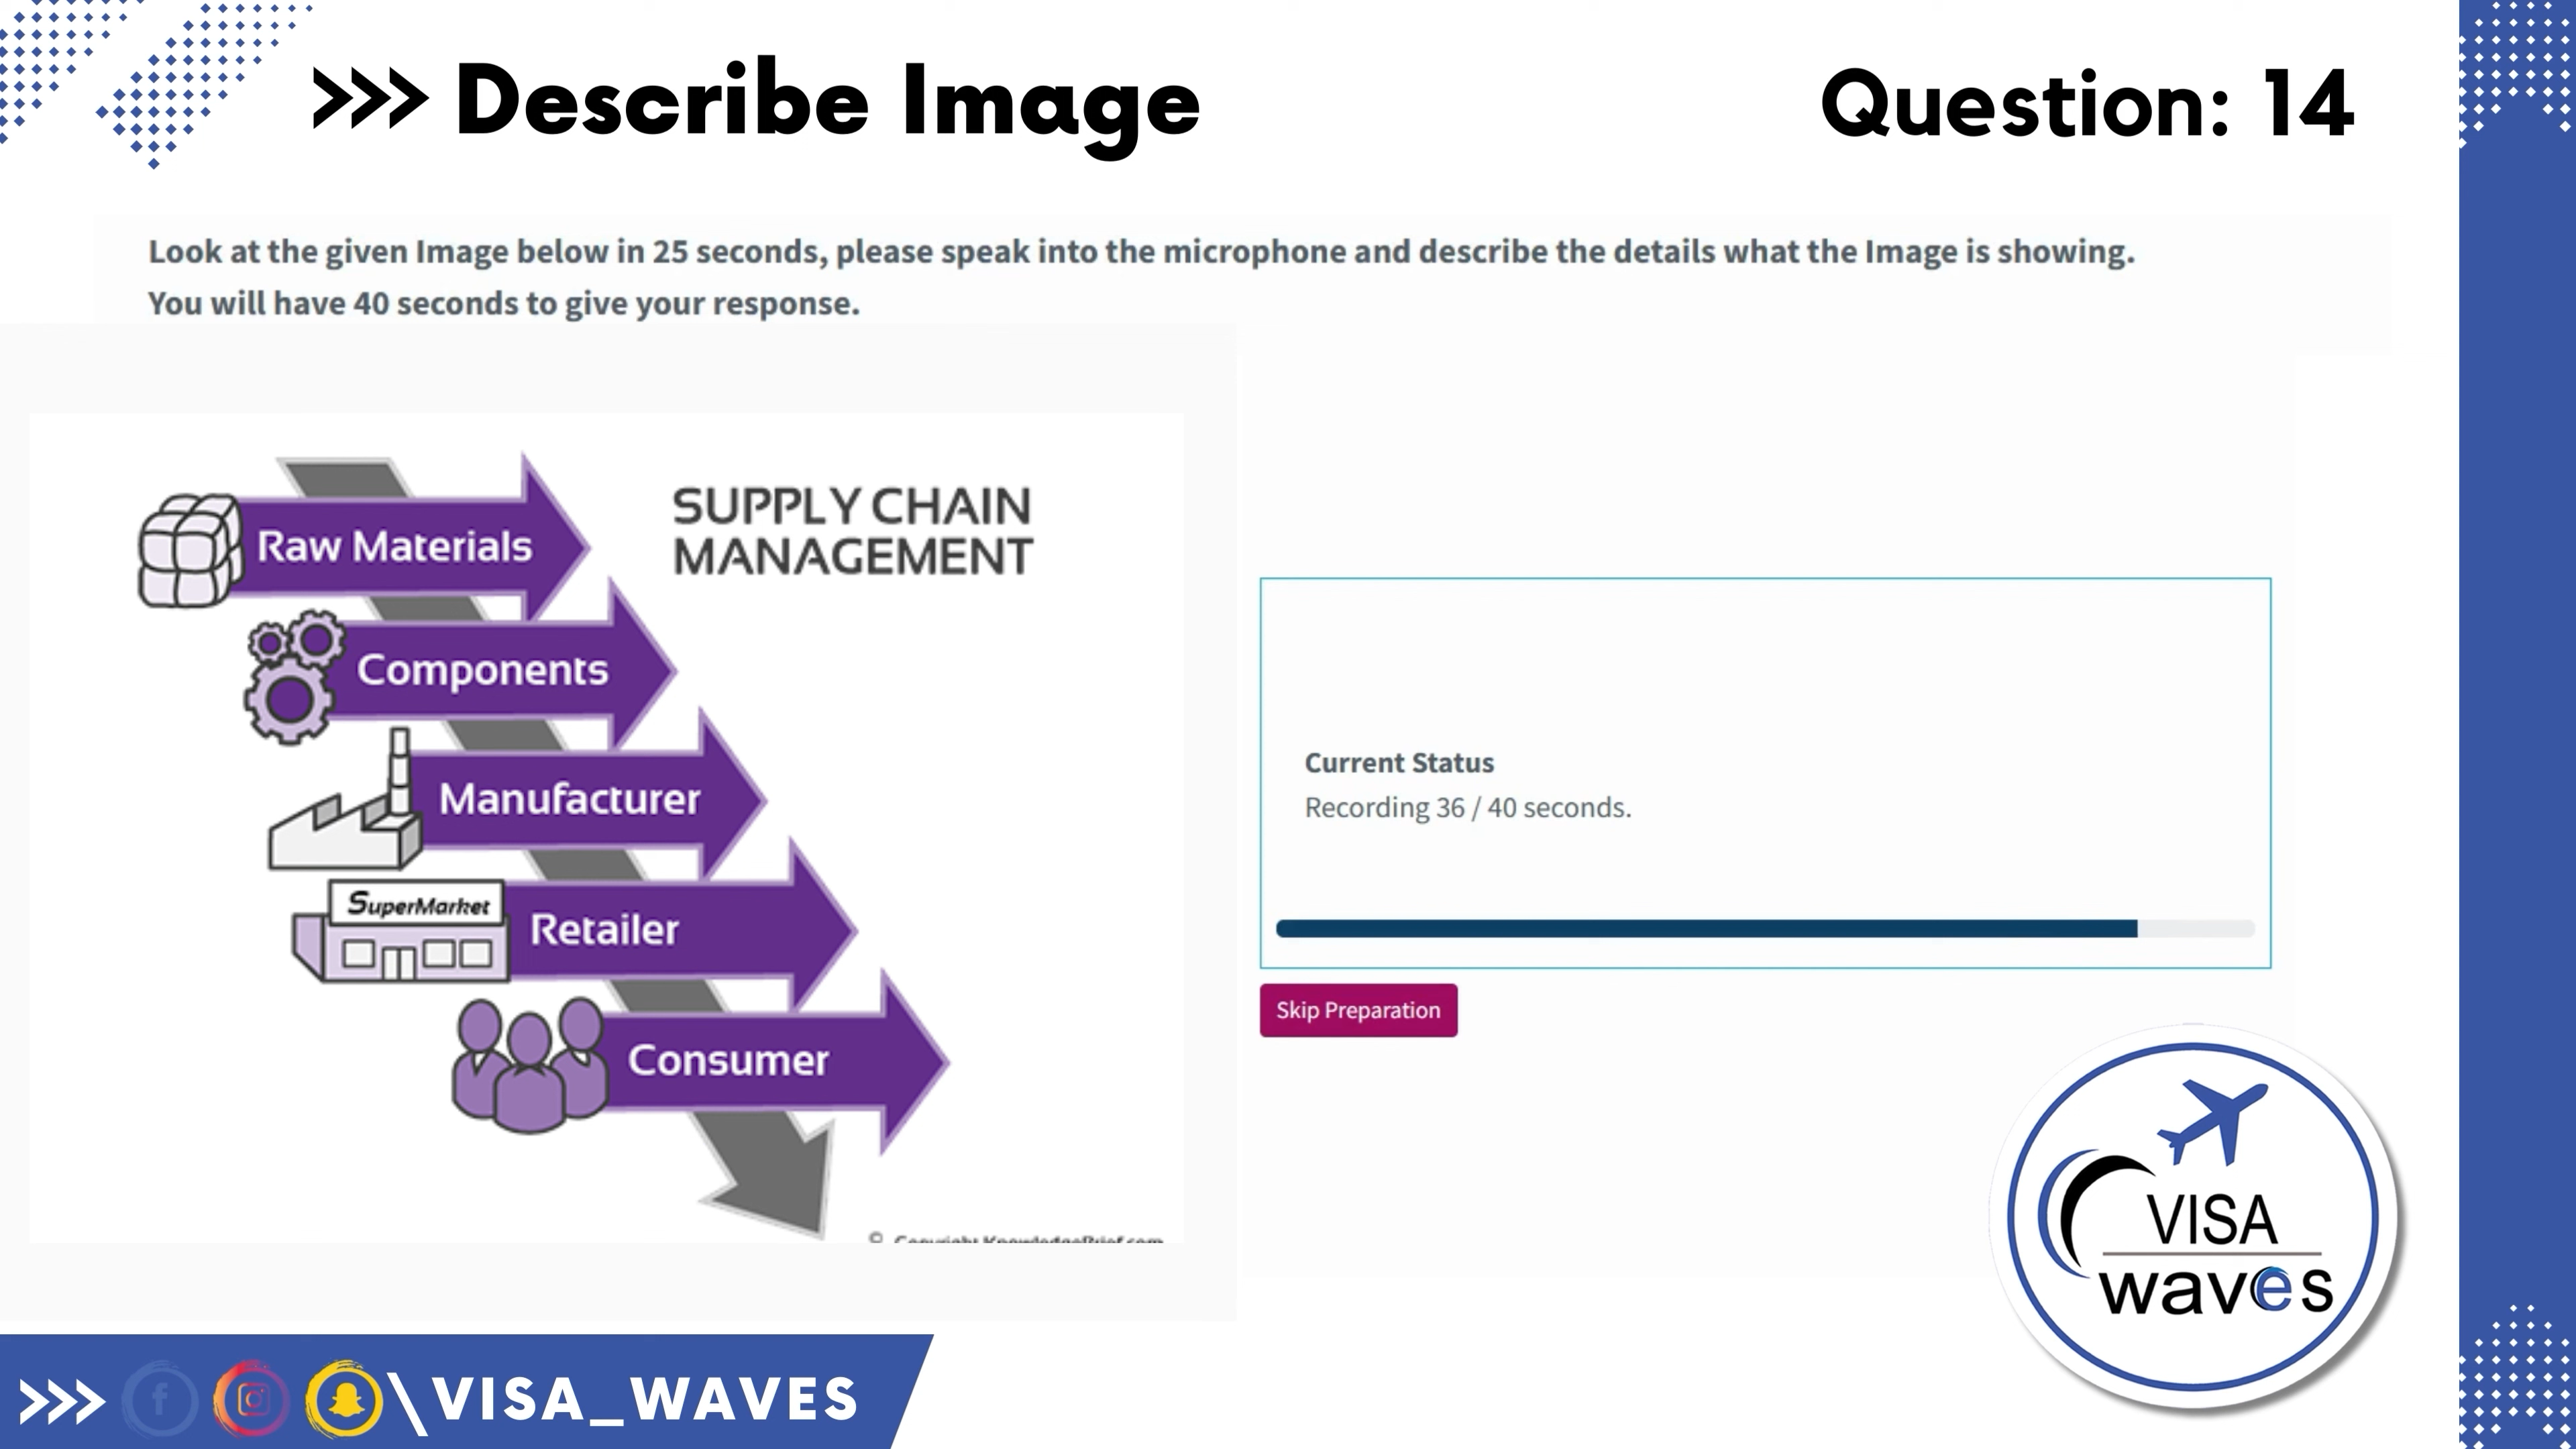 >>> Describe Image
Question: 14
Look at the given Image below in 25 seconds, please speak into the microphone and describe the details what the Image is showing.
You will have 40 seconds to give your response.
SUPPLY CHAIN
MANAGEMENT
Raw Materials
Components
Manufacturer
SuperMarket
Retailer
Consumer
© Copyright KnowledgeBrief.com
Current Status
Recording 36 / 40 seconds.
Skip Preparation
VISA
waves
>>> \VISA_WAVES